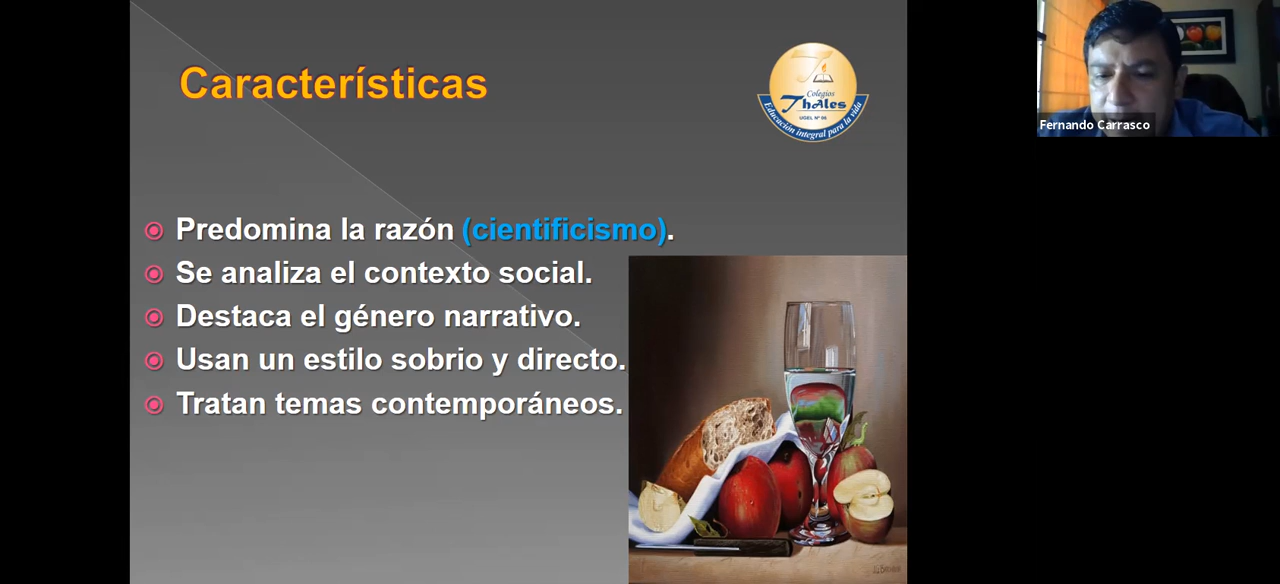 Características
Colegios
Thales
UGEL Nº 06
Educación integral para la vida
Predomina la razón (cientificismo).
Se analiza el contexto social.
Destaca el género narrativo.
Usan un estilo sobrio y directo.
Tratan temas contemporáneos.
Fernando Carrasco